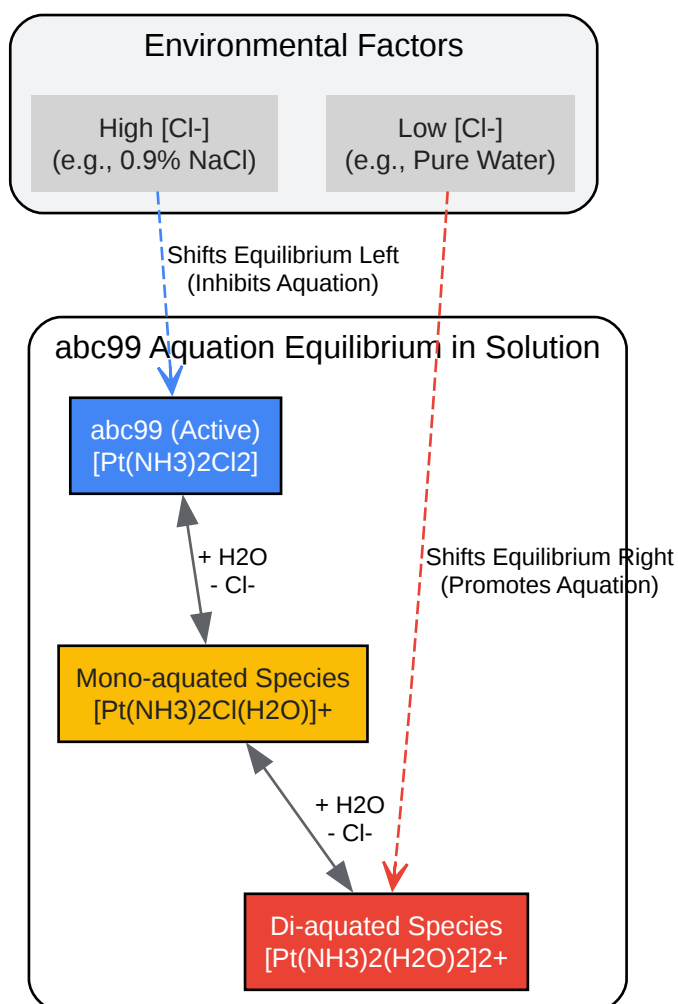 Environmental Factors
High [Cl-]
(e.g., 0.9% NaCl)
Low [Cl-]
(e.g., Pure Water)
Shifts Equilibrium Left
(Inhibits Aquation)
abc99 Aquation Equilibrium in Solution
abc99 (Active)
[Pt(NH3)2Cl2]
+ H2O
- Cl-
Shifts Equilibrium Right
(Promotes Aquation)
Mono-aquated Species
[Pt(NH3)2Cl(H2O)]+
+ H2O
- Cl-
Di-aquated Species
[Pt(NH3)2(H2O)2]2+